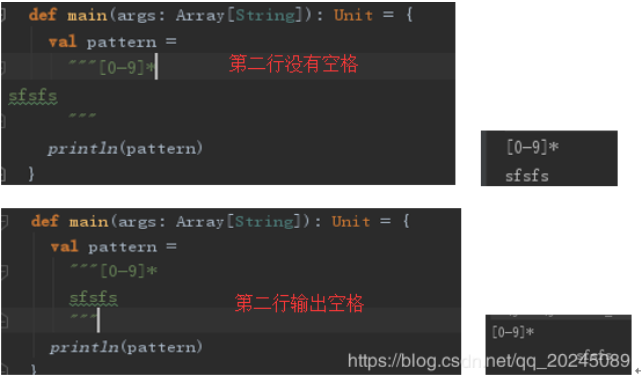 def main(args: Array[String]): Unit = {
val pattern =
"""[0-9]*
第二行没有空格
sfsfs
"""
println(pattern)
}
[0-9]*
sfsfs
def main(args: Array[String]): Unit = {
val pattern =
"""[0-9]*
sfsfs
第二行输出空格
"""
println(pattern)
}
[0-9]*
sfsfs
https://blog.csdn.net/qq_20245089